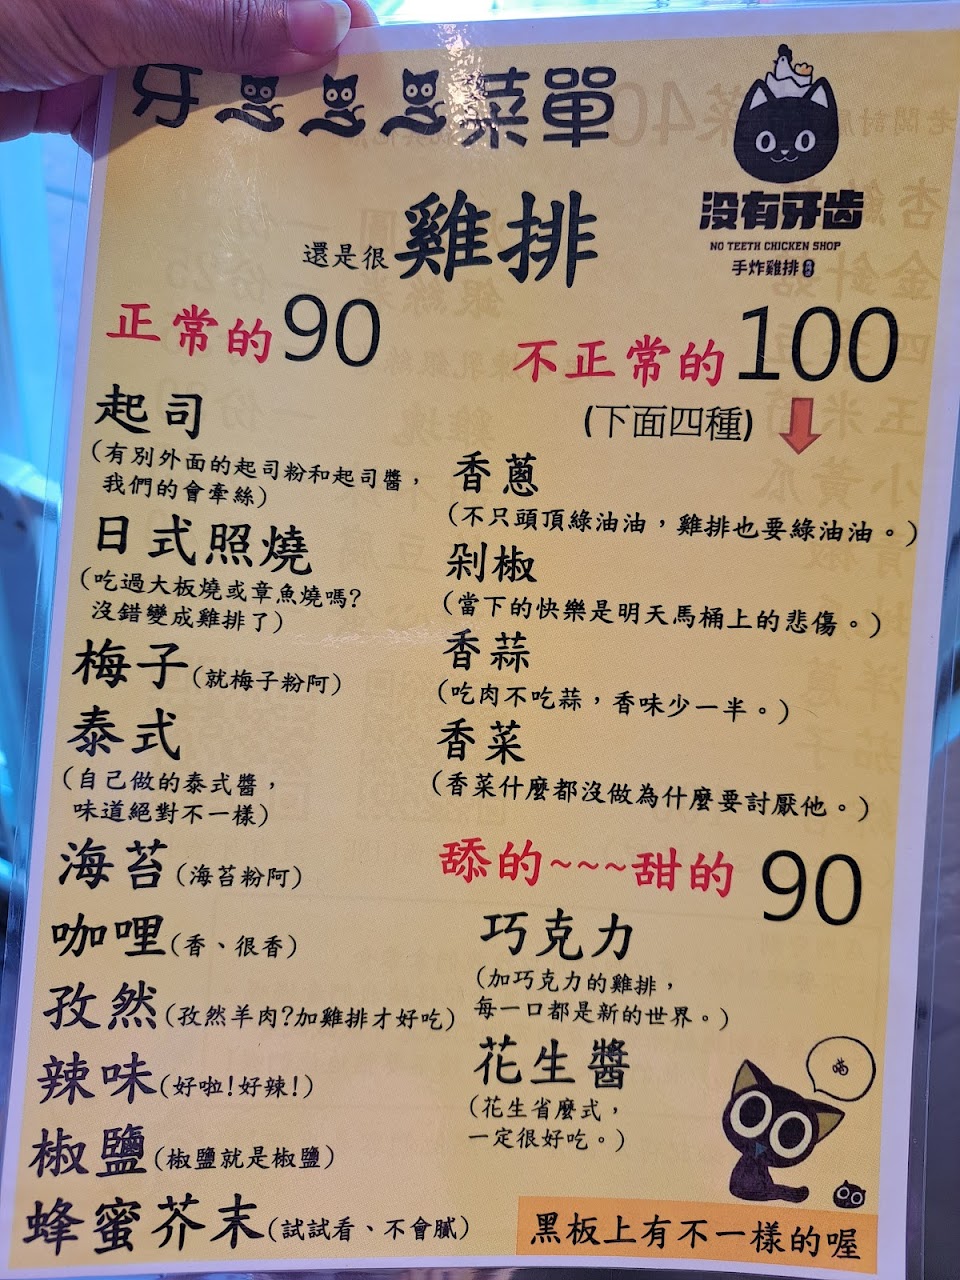 牙 菜單
没有牙齒
NO TEETH CHICKEN SHOP
手炸雞排
還是很雞排
正常的90
起司
(有別外面的起司粉和起司醬，
我們的會牽絲)
日式照燒
(吃過大板燒或章魚燒嗎?
沒錯變成雞排了)
梅子(就梅子粉阿)
泰式
(自己做的泰式醬，
味道絕對不一樣)
海苔(海苔粉阿)
咖哩(香、很香)
孜然(孜然羊肉?加雞排才好吃)
辣味(好啦!好辣!)
椒鹽(椒鹽就是椒鹽)
蜂蜜芥末(試試看、不會膩)
不正常的100
(下面四種)
香蔥
(不只頭頂綠油油，雞排也要綠油油。)
剁椒
(當下的快樂是明天馬桶上的悲傷。)
香蒜
(吃肉不吃蒜，香味少一半。)
香菜
(香菜什麼都沒做為什麼要討厭他。)
舔的~~~甜的 90
巧克力
(加巧克力的雞排，
每一口都是新的世界。)
花生醬
(花生省麼式，
一定很好吃。)
黑板上有不一樣的喔